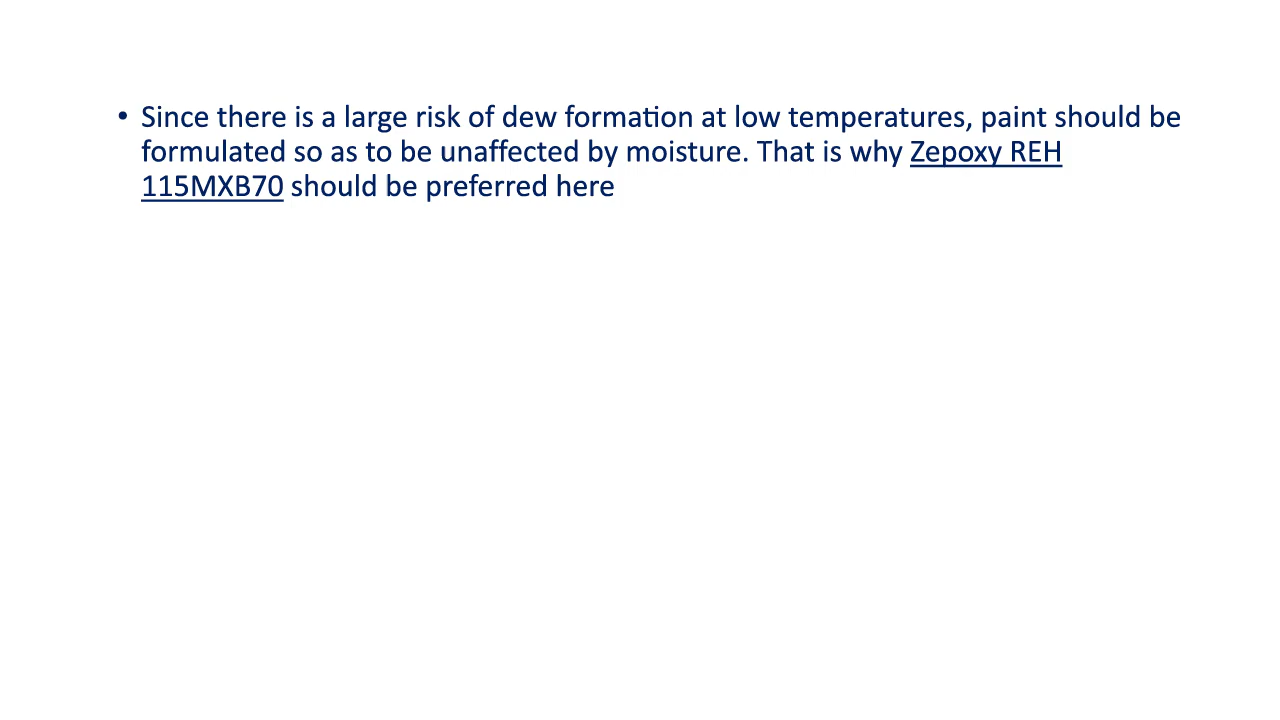 • Since there is a large risk of dew formation at low temperatures, paint should be
formulated so as to be unaffected by moisture. That is why Zepoxy REH
115MXB70 should be preferred here